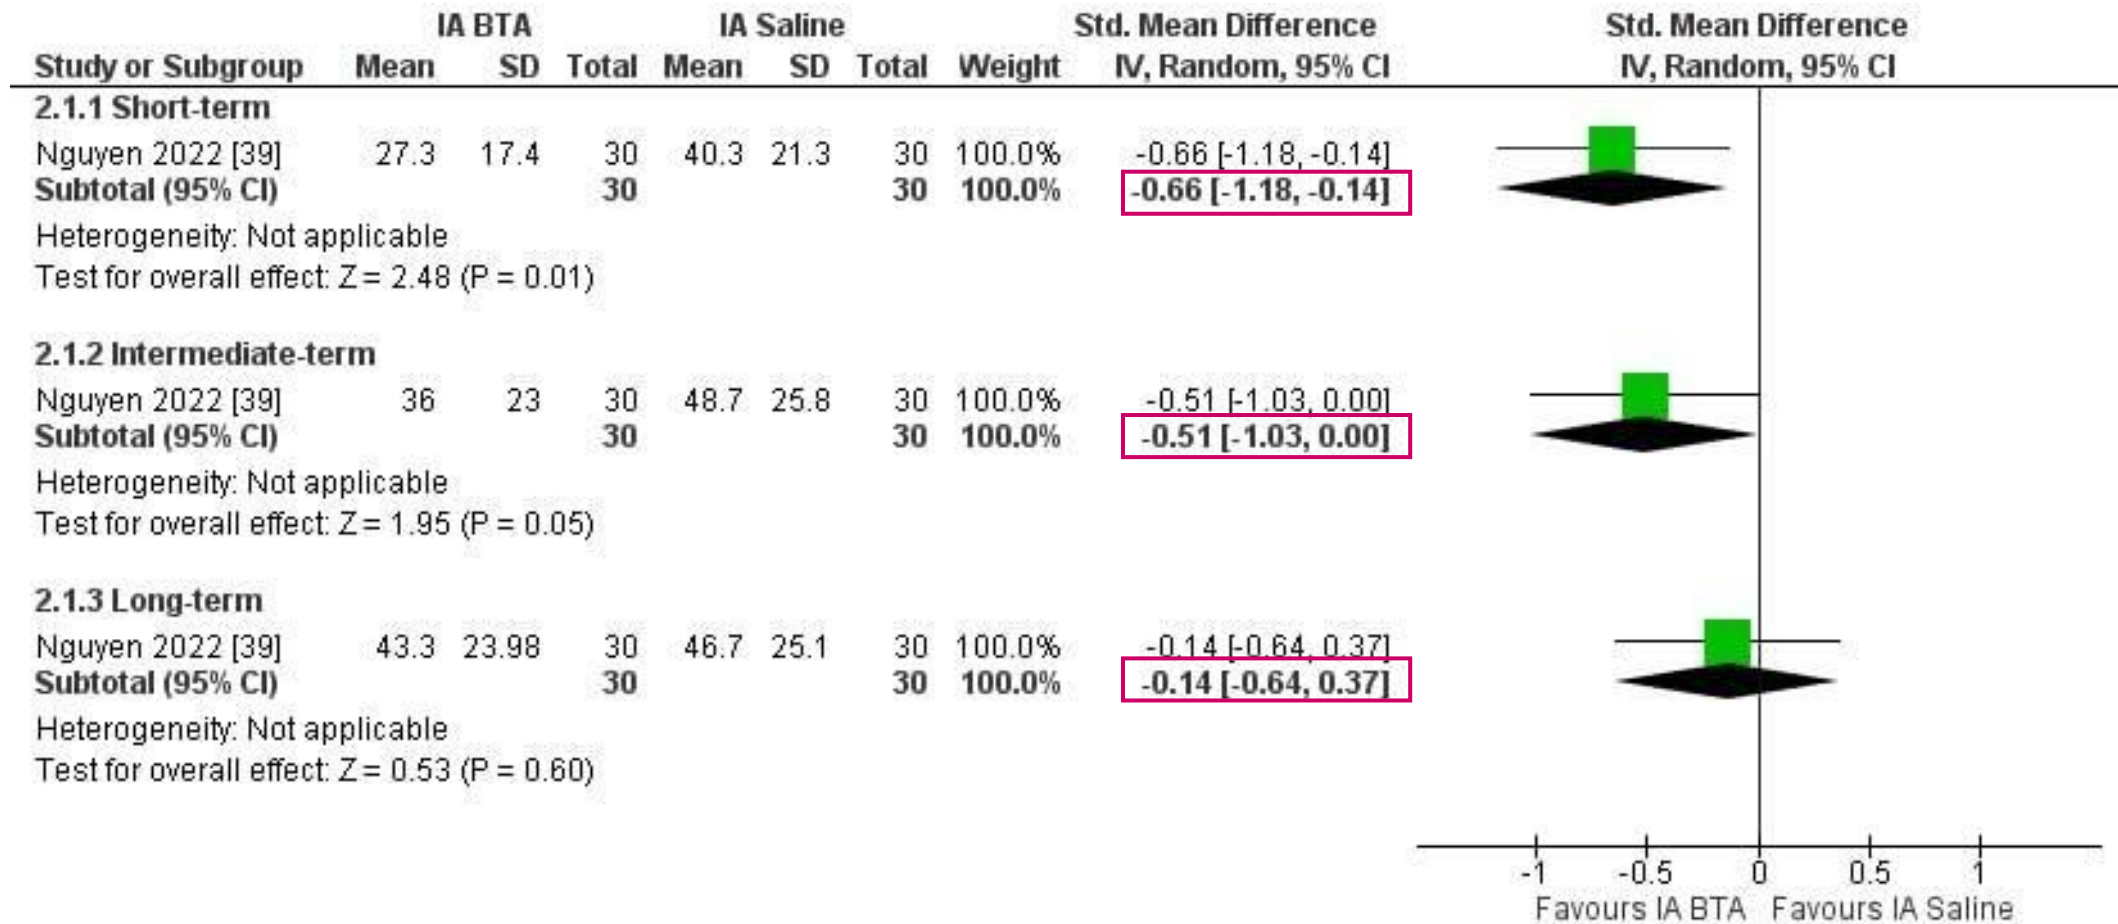 IA BTA IA Saline Std. Mean Difference Std. Mean Difference
Study or Subgroup Mean SD Total Mean SD Total Weight IV, Random, 95% CI IV, Random, 95% CI
2.1.1 Short-term
Nguyen 2022 [39] 27.3 17.4 30 40.3 21.3 30 100.0% -0.66 [-1.18, -0.14]
Subtotal (95% CI) 30 30 100.0% -0.66 [-1.18, -0.14]
Heterogeneity: Not applicable
Test for overall effect: Z = 2.48 (P = 0.01)
2.1.2 Intermediate-term
Nguyen 2022 [39] 36 23 30 48.7 25.8 30 100.0% -0.51 [-1.03, 0.00]
Subtotal (95% CI) 30 30 100.0% -0.51 [-1.03, 0.00]
Heterogeneity: Not applicable
Test for overall effect: Z = 1.95 (P = 0.05)
2.1.3 Long-term
Nguyen 2022 [39] 43.3 23.98 30 46.7 25.1 30 100.0% -0.14 [-0.64, 0.37]
Subtotal (95% CI) 30 30 100.0% -0.14 [-0.64, 0.37]
Heterogeneity: Not applicable
Test for overall effect: Z = 0.53 (P = 0.60)
-1 -0.5 0 0.5 1
Favours IA BTA Favours IA Saline